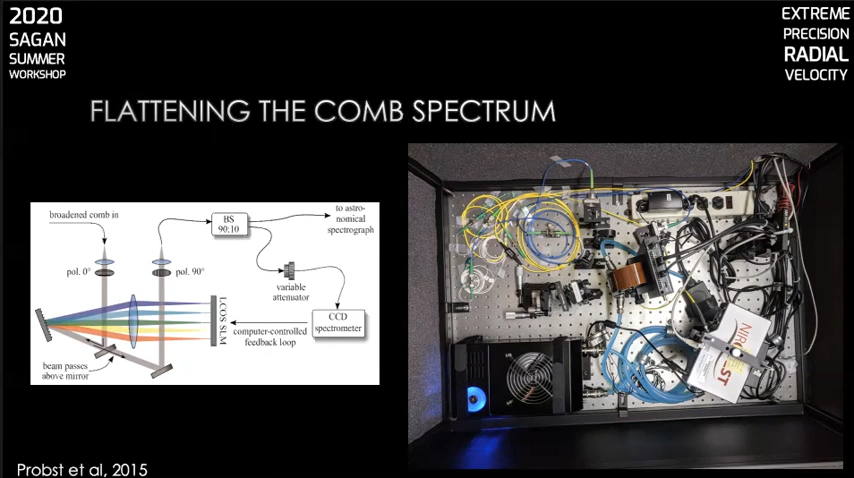 2020
SAGAN
SUMMER
WORKSHOP
EXTREME
PRECISION
RADIAL
VELOCITY
FLATTENING THE COMB SPECTRUM
broadened comb in
pol. 0°
pol. 90°
BS
90:10
to astro-
nomical
spectrograph
variable
attenuator
LCOS SLM
CCD
spectrometer
computer-controlled
feedback loop
beam passes
above mirror
Probst et al, 2015